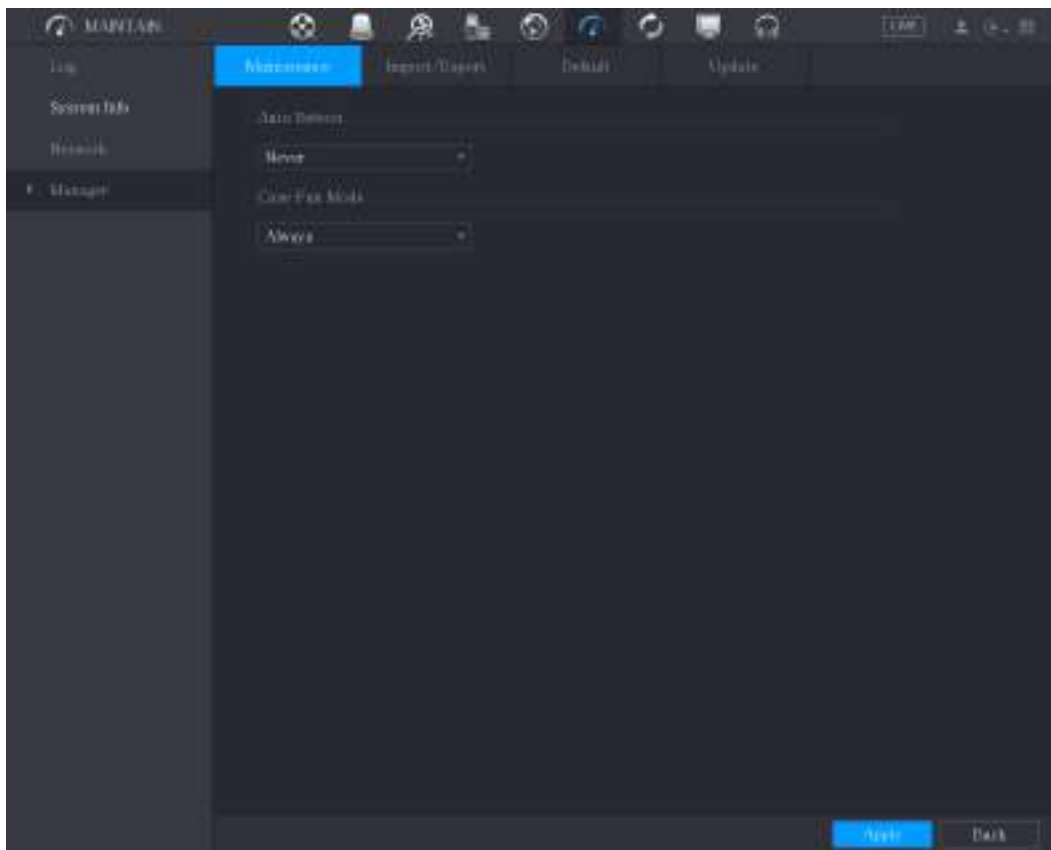 MAINTAIN
LIVE
Log
System Info
Network
Manager
Maintenance
Import/Export
Default
Update
Auto Reboot
Never
Case Fan Mode
Always
Apply
Back